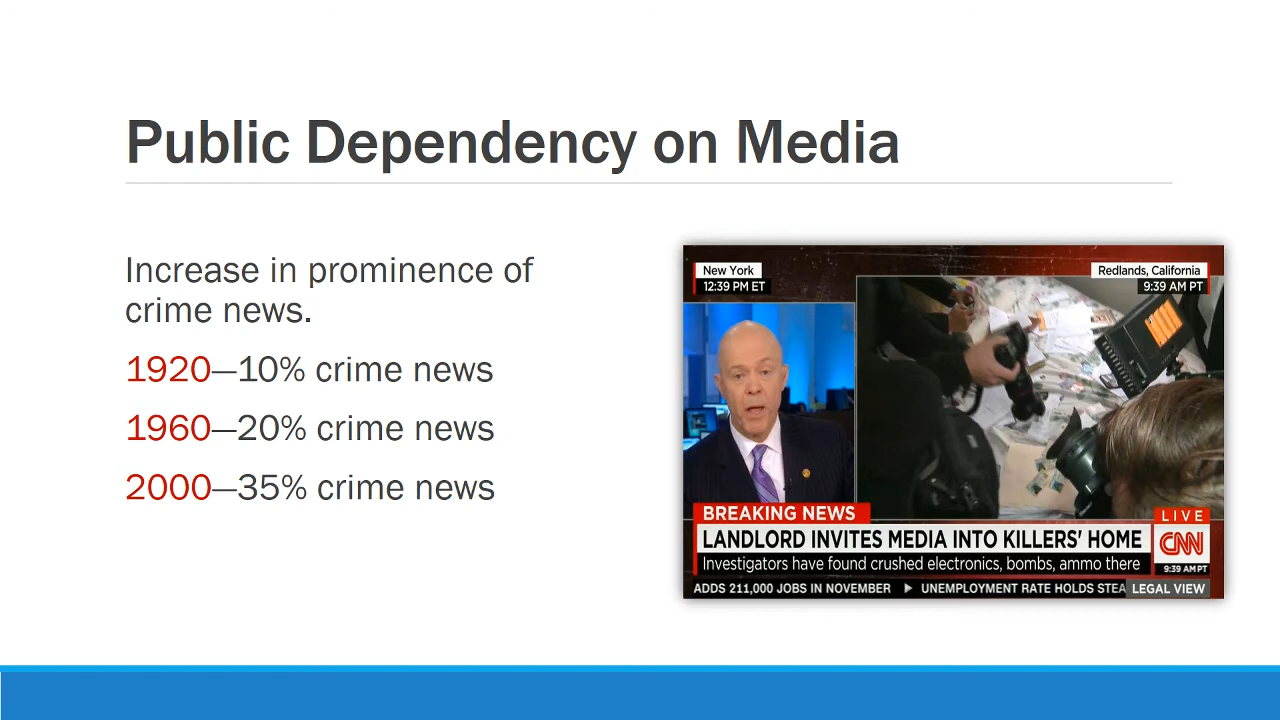 Public Dependency on Media
Increase in prominence of
crime news.
1920—10% crime news
1960—20% crime news
2000—35% crime news
New York
12:39 PM ET
Redlands, California
9:39 AM PT
BREAKING NEWS
LANDLORD INVITES MEDIA INTO KILLERS' HOME
Investigators have found crushed electronics, bombs, ammo there
LIVE
CNN
9:39 AM PT
ADDS 211,000 JOBS IN NOVEMBER ▶ UNEMPLOYMENT RATE HOLDS STEA
LEGAL VIEW